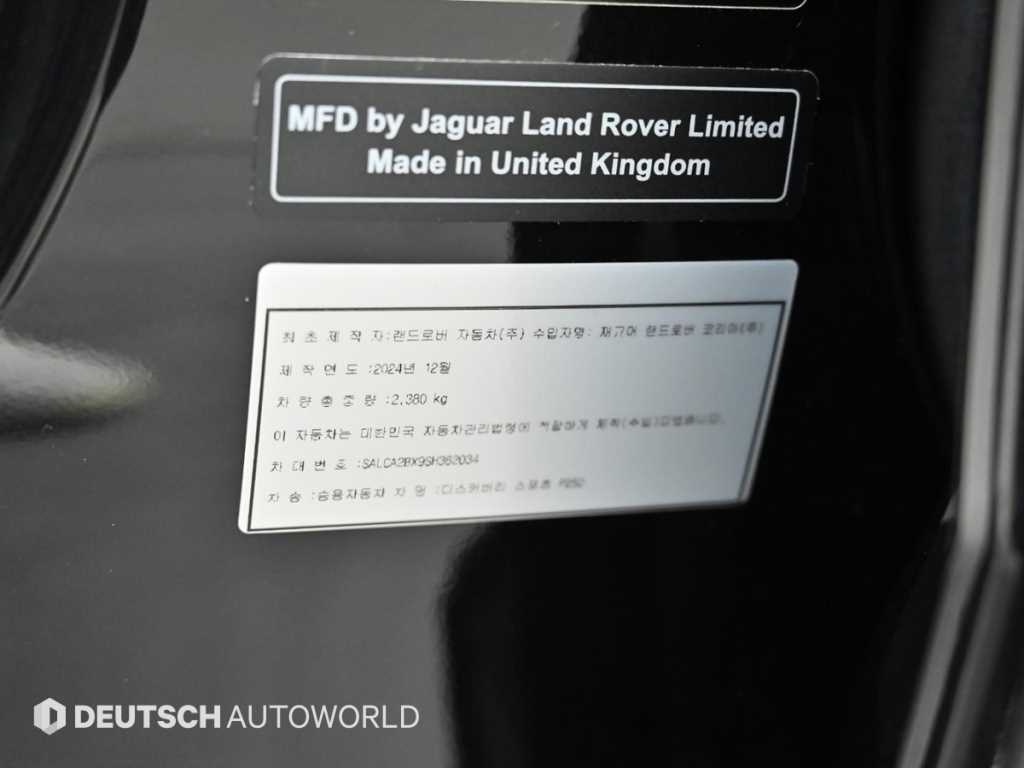 MFD by Jaguar Land Rover Limited
Made in United Kingdom
최 초 제 작 자:랜드로버 자동차(주) 수입자명: 재규어 랜드로버 코리아(주)
제 작 연 도 :2024년 12월
차 량 총 중 량 :2,380 kg
이 자동차는 대한민국 자동차관리법령에 적합하게 제작(수입)되었습니다.
차 대 번 호 :SALCA2BX9SH362034
차 종 :승용자동차 차 명 :디스커버리 스포츠 P250
DEUTSCH AUTOWORLD